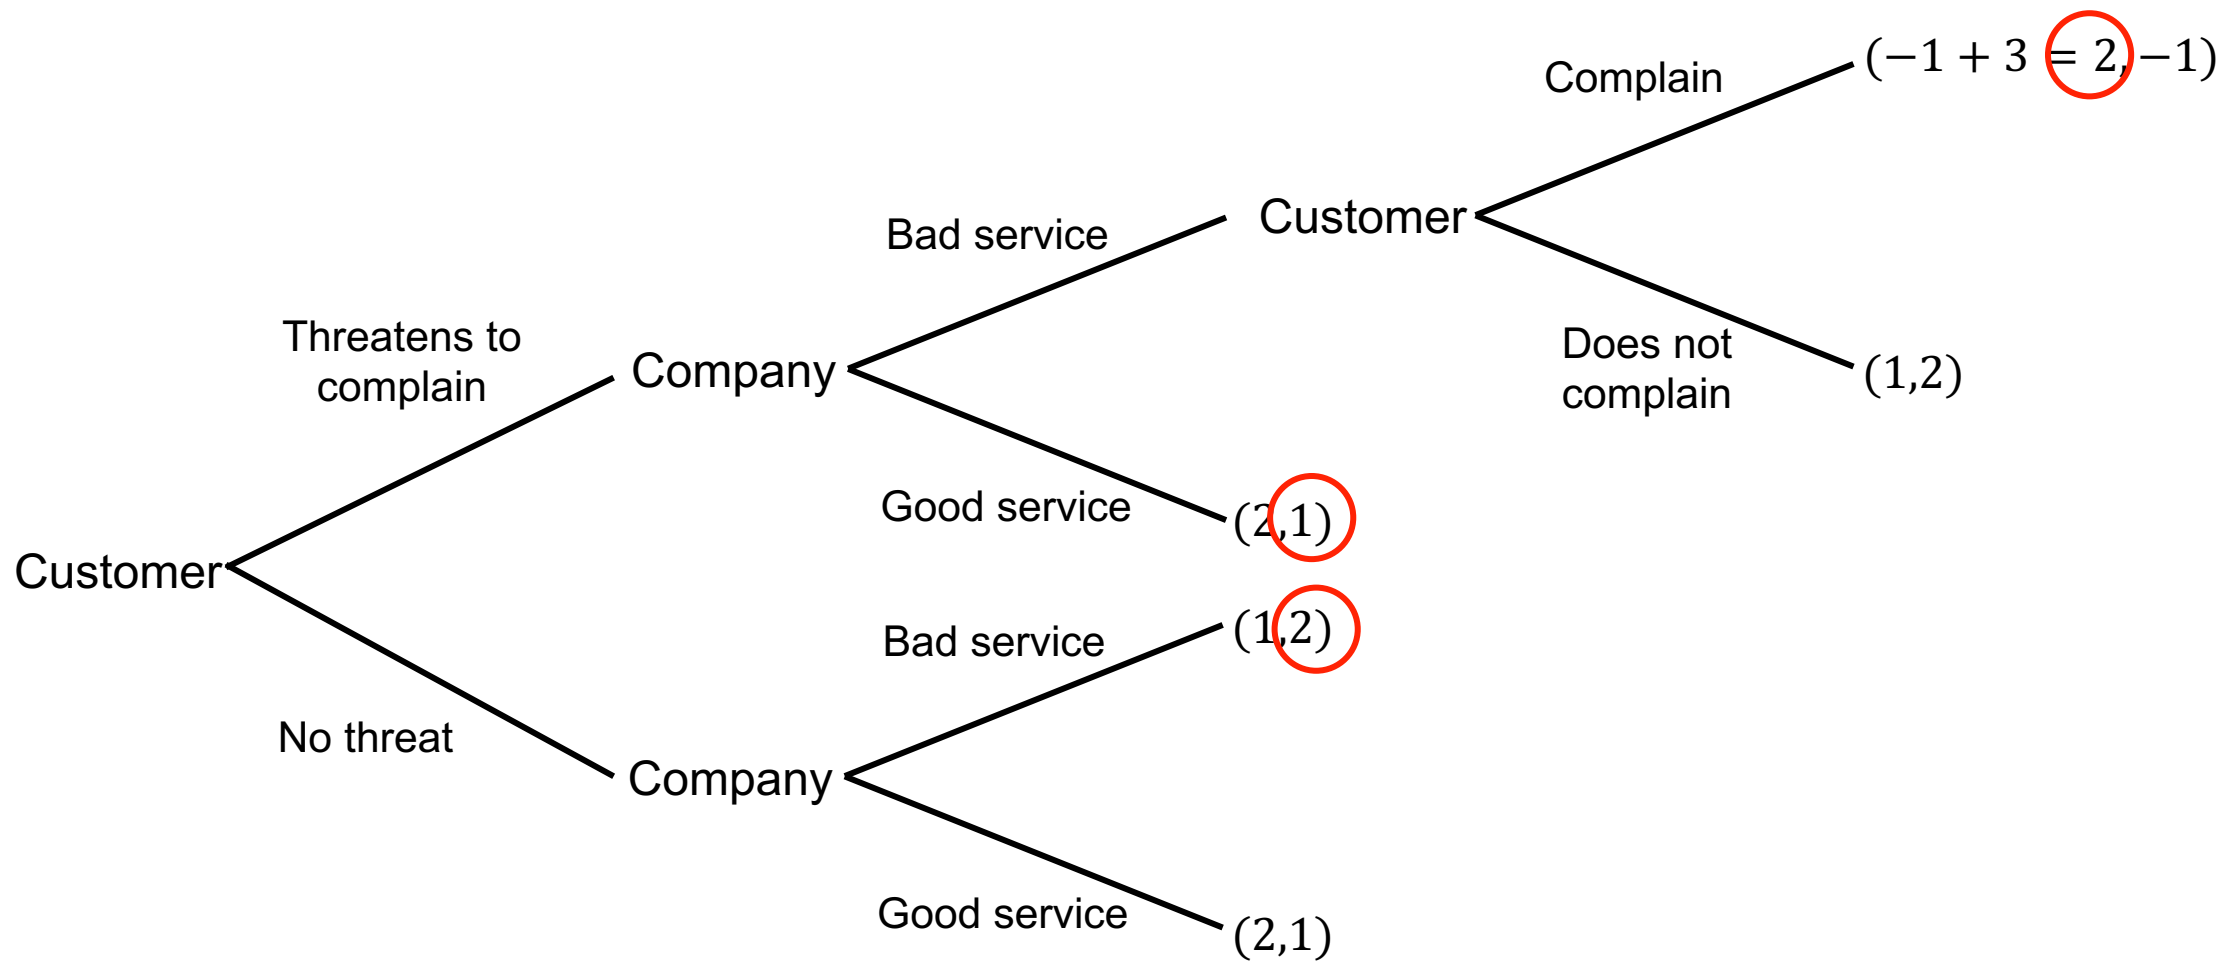 (−1 + 3 = 2, −1)
Complain
Customer
Bad service
Does not
complain
(1,2)
Threatens to
complain
Company
Good service
(2,1)
Customer
Bad service
(1,2)
No threat
Company
Good service
(2,1)